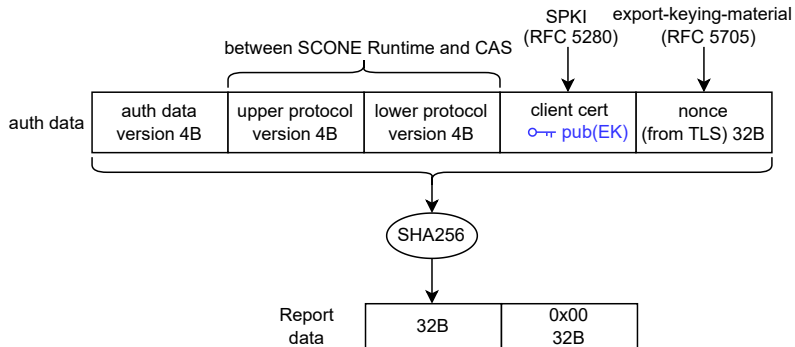 SPKI
(RFC 5280)
export-keying-material
(RFC 5705)
between SCONE Runtime and CAS
auth data
auth data
version 4B
upper protocol
version 4B
lower protocol
version 4B
client cert
pub(EK)
nonce
(from TLS) 32B
SHA256
Report
data
32B
0x00
32B